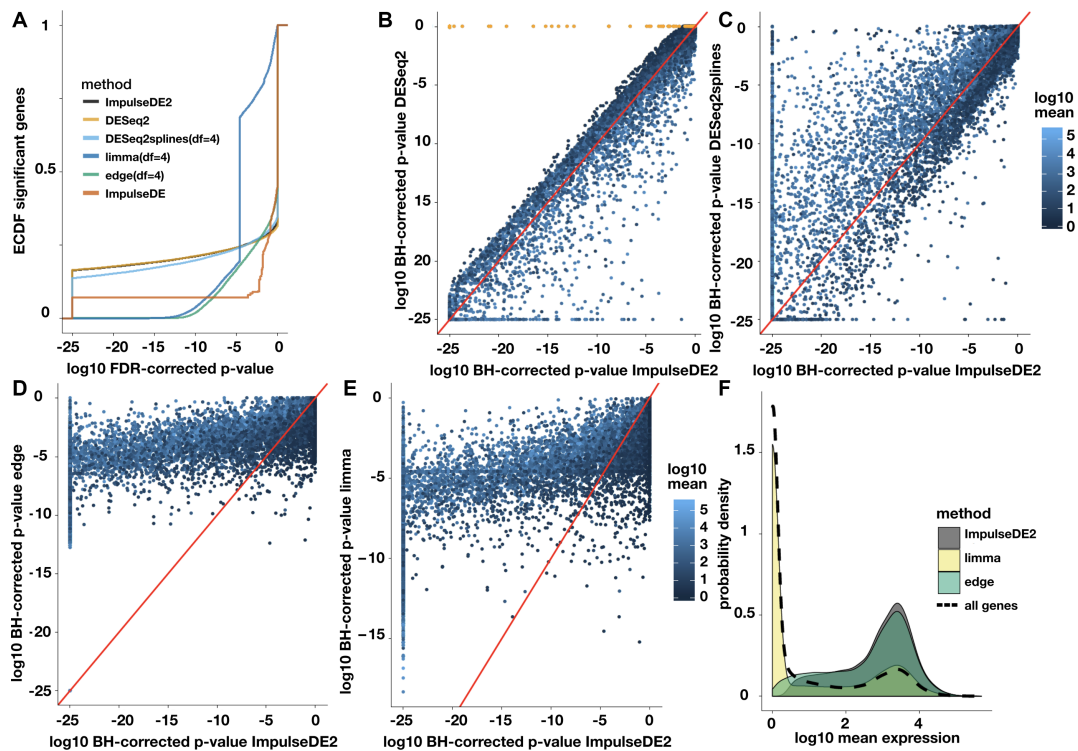 A
ECDF significant genes
1
0.5
0
method
ImpulseDE2
DESeq2
DESeq2splines(df=4)
limma(df=4)
edge(df=4)
ImpulseDE
-25 -20 -15 -10 -5 0
log10 FDR-corrected p-value
B
log10 BH-corrected p-value DESeq2
0
-5
10
-15
20
-25
-25 -20 -15 -10 -5 0
log10 BH-corrected p-value ImpulseDE2
C
log10 BH-corrected p-value DESeq2splines
0
-5
-10
-15
-20
-25
-25 -20 -15 -10 -5 0
log10 BH-corrected p-value ImpulseDE2
log10
mean
5
4
3
2
1
0
D
log10 BH-corrected p-value edge
0
-5
-10
-15
-20
-25
-25 -20 -15 -10 -5 0
log10 BH-corrected p-value ImpulseDE2
E
log10 BH-corrected p-value limma
0
-5
-10
-15
-25 -20 -15 -10 -5 0
log10 BH-corrected p-value ImpulseDE2
log10
mean
5
4
3
2
1
0
F
probability density
1.5
1
0.5
0
method
ImpulseDE2
limma
edge
all genes
0 2 4
log10 mean expression